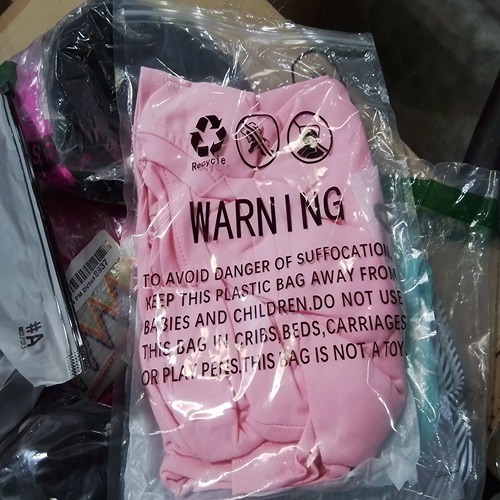 Recycle
WARNING
TO AVOID DANGER OF SUFFOCATION,
KEEP THIS PLASTIC BAG AWAY FROM
BABIES AND CHILDREN.DO NOT USE
THIS BAG IN CRIBS,BEDS,CARRIAGES
OR PLAY PENS.THIS BAG IS NOT A TOY.
#A